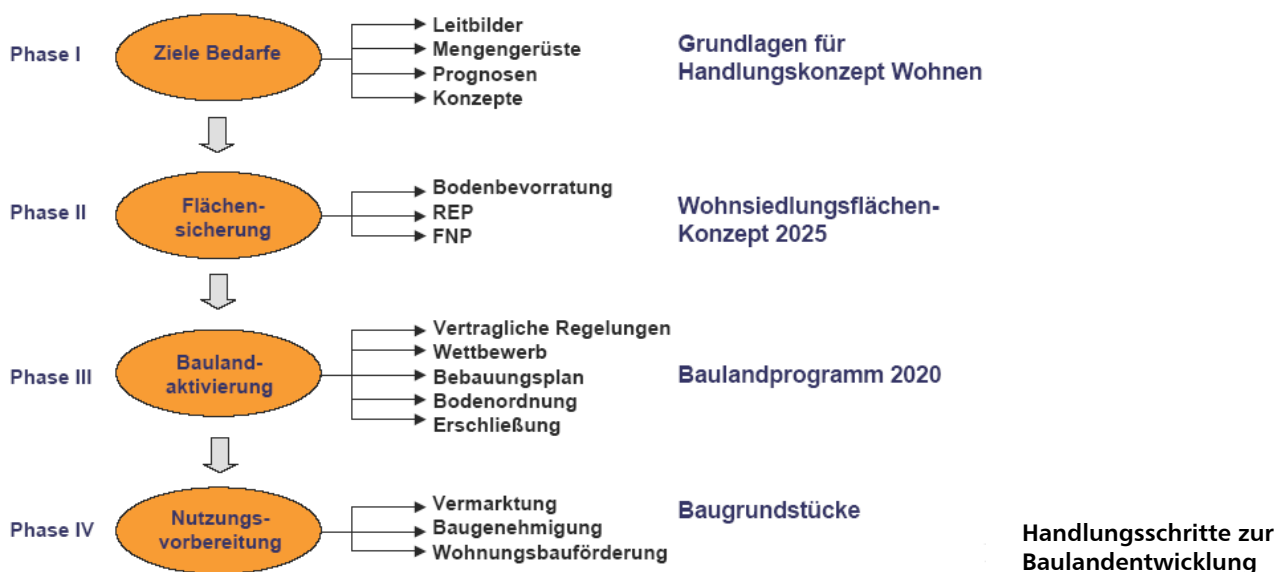 Phase I
Ziele Bedarfe
Leitbilder
Mengengerüste
Prognosen
Konzepte
Grundlagen für
Handlungskonzept Wohnen
Phase II
Flächen-
sicherung
Bodenbevorratung
REP
FNP
Wohnsiedlungsflächen-
Konzept 2025
Phase III
Bauland-
aktivierung
Vertragliche Regelungen
Wettbewerb
Bebauungsplan
Bodenordnung
Erschließung
Baulandprogramm 2020
Phase IV
Nutzungs-
vorbereitung
Vermarktung
Baugenehmigung
Wohnungsbauförderung
Baugrundstücke
Handlungsschritte zur
Baulandentwicklung